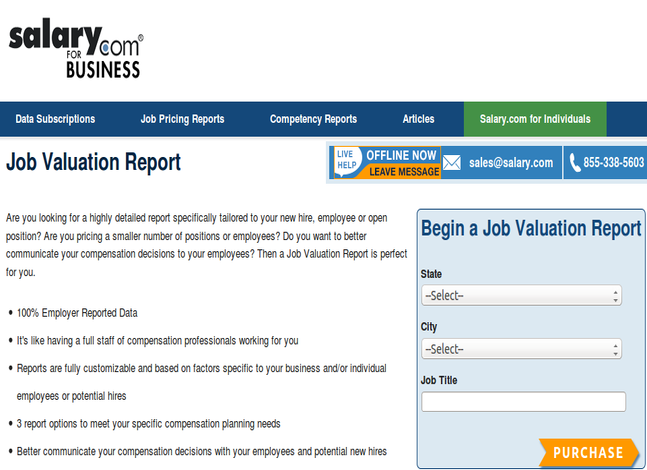 salary.com®
FOR
BUSINESS
Data Subscriptions Job Pricing Reports Competency Reports Articles Salary.com for Individuals
Job Valuation Report
LIVE HELP OFFLINE NOW LEAVE MESSAGE sales@salary.com 855-338-5603
Are you looking for a highly detailed report specifically tailored to your new hire, employee or open
position? Are you pricing a smaller number of positions or employees? Do you want to better
communicate your compensation decisions to your employees? Then a Job Valuation Report is perfect
for you.
• 100% Employer Reported Data
• It's like having a full staff of compensation professionals working for you
• Reports are fully customizable and based on factors specific to your business and/or individual
employees or potential hires
• 3 report options to meet your specific compensation planning needs
• Better communicate your compensation decisions with your employees and potential new hires
Begin a Job Valuation Report
State
--Select--
City
--Select--
Job Title
PURCHASE